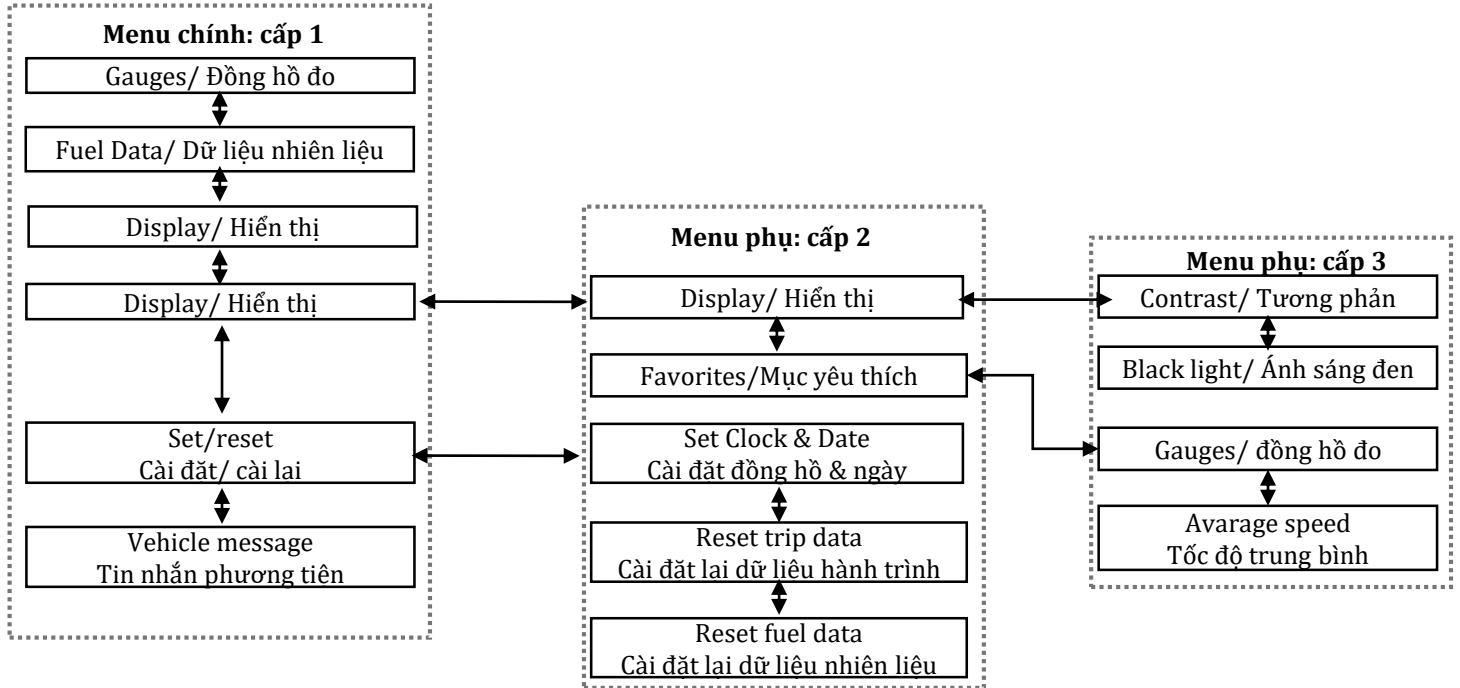 Menu chính: cấp 1
Gauges/ Đồng hồ đo
Fuel Data/ Dữ liệu nhiên liệu
Display/ Hiển thị
Display/ Hiển thị
Set/reset
Cài đặt/ cài lai
Vehicle message
Tin nhắn phương tiên
Menu phụ: cấp 2
Display/ Hiển thị
Favorites/Mục yêu thích
Set Clock & Date
Cài đăt đồng hồ & ngày
Reset trip data
Cài đăt lại dữ liệu hành trình
Reset fuel data
Cài đăt lại dữ liệu nhiên liệu
Menu phụ: cấp 3
Contrast/ Tương phản
Black light/ Ánh sáng đen
Gauges/ đồng hồ đo
Avarage speed
Tốc độ trung bình